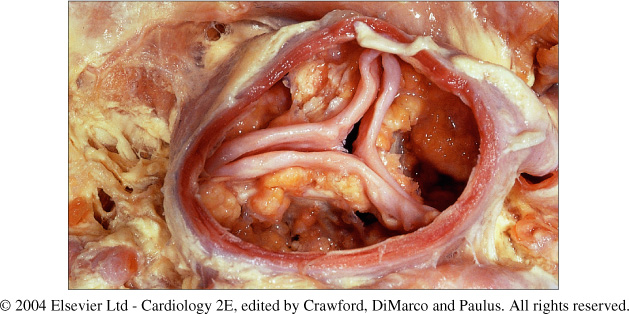 © 2004 Elsevier Ltd - Cardiology 2E, edited by Crawford, DiMarco and Paulus. All rights reserved.